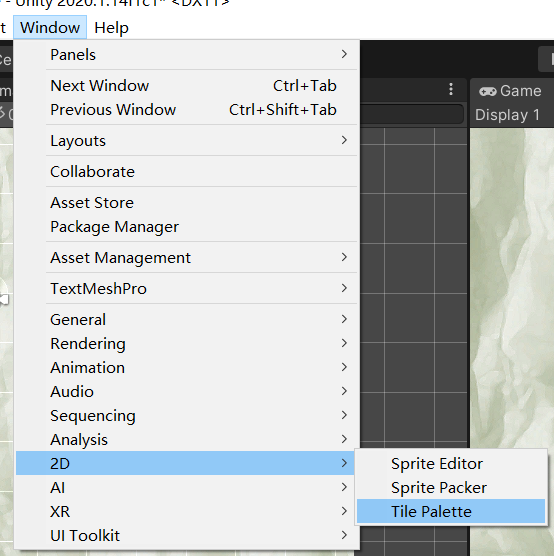 Unity 2020.1.14f1c1* <DX11>
Window Help
Panels
Next Window Ctrl+Tab
Previous Window Ctrl+Shift+Tab
Layouts
Collaborate
Asset Store
Package Manager
Asset Management
TextMeshPro
General
Rendering
Animation
Audio
Sequencing
Analysis
2D
AI
XR
UI Toolkit
Sprite Editor
Sprite Packer
Tile Palette
Game
Display 1